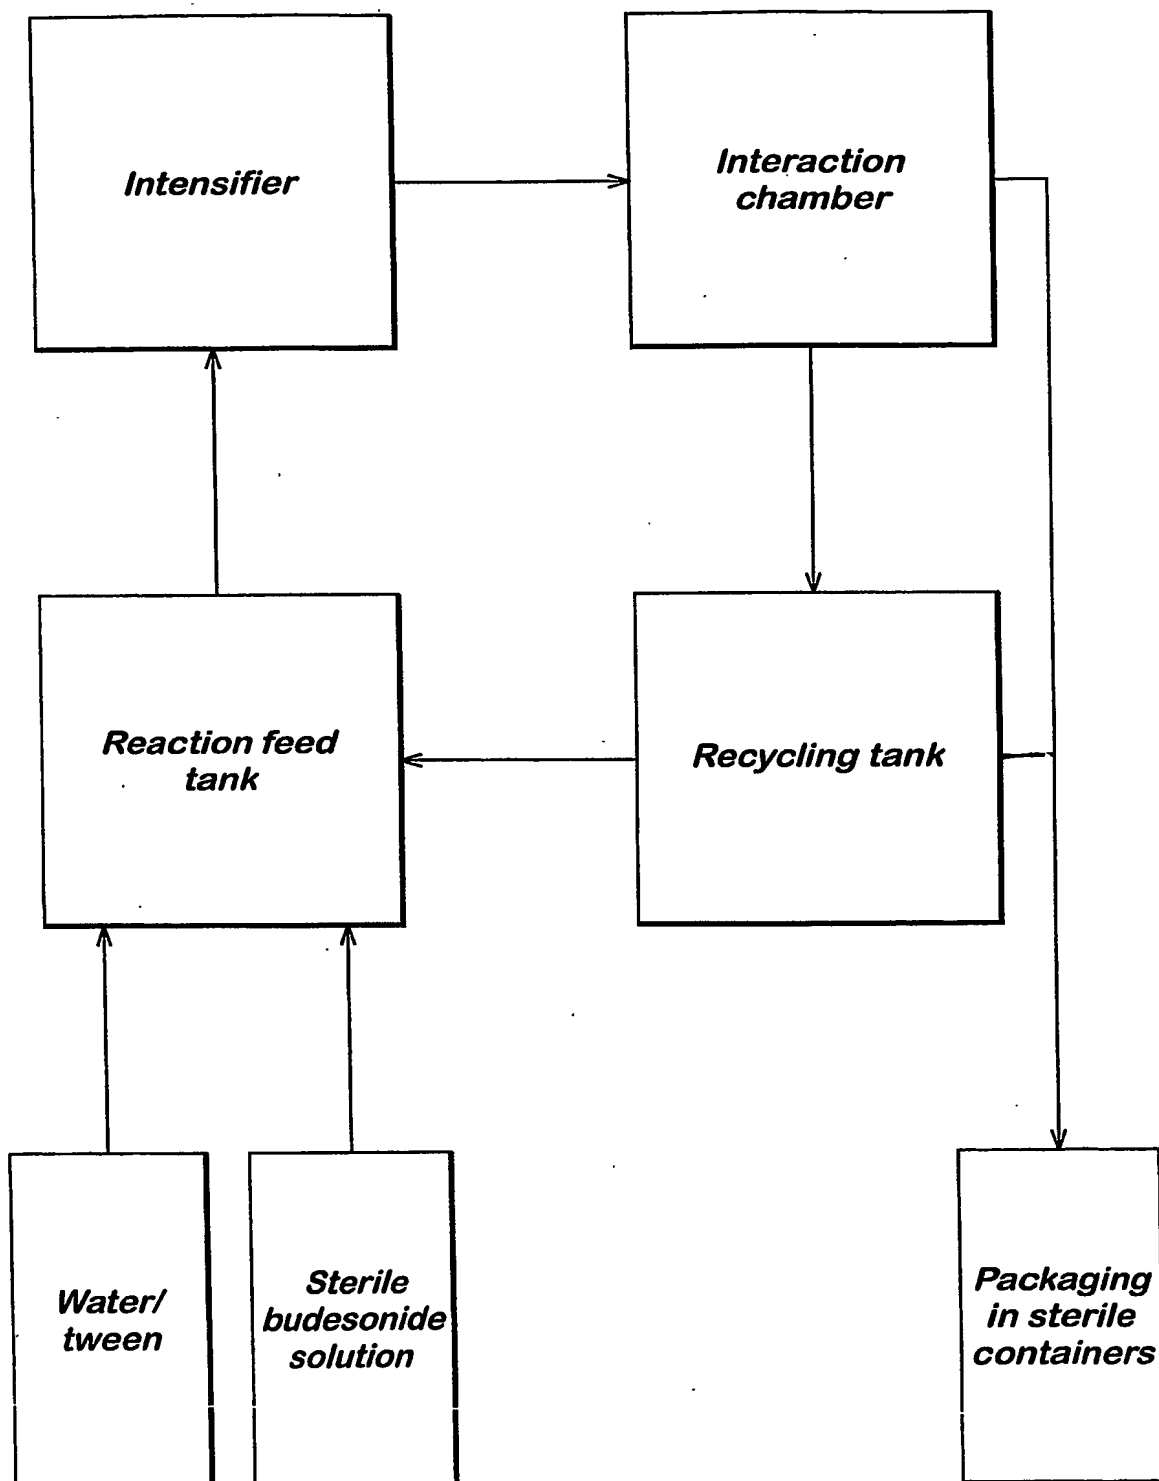 Intensifier
Interaction
chamber
Reaction feed
tank
Recycling tank
Water/
tween
Sterile
budesonide
solution
Packaging
in sterile
containers